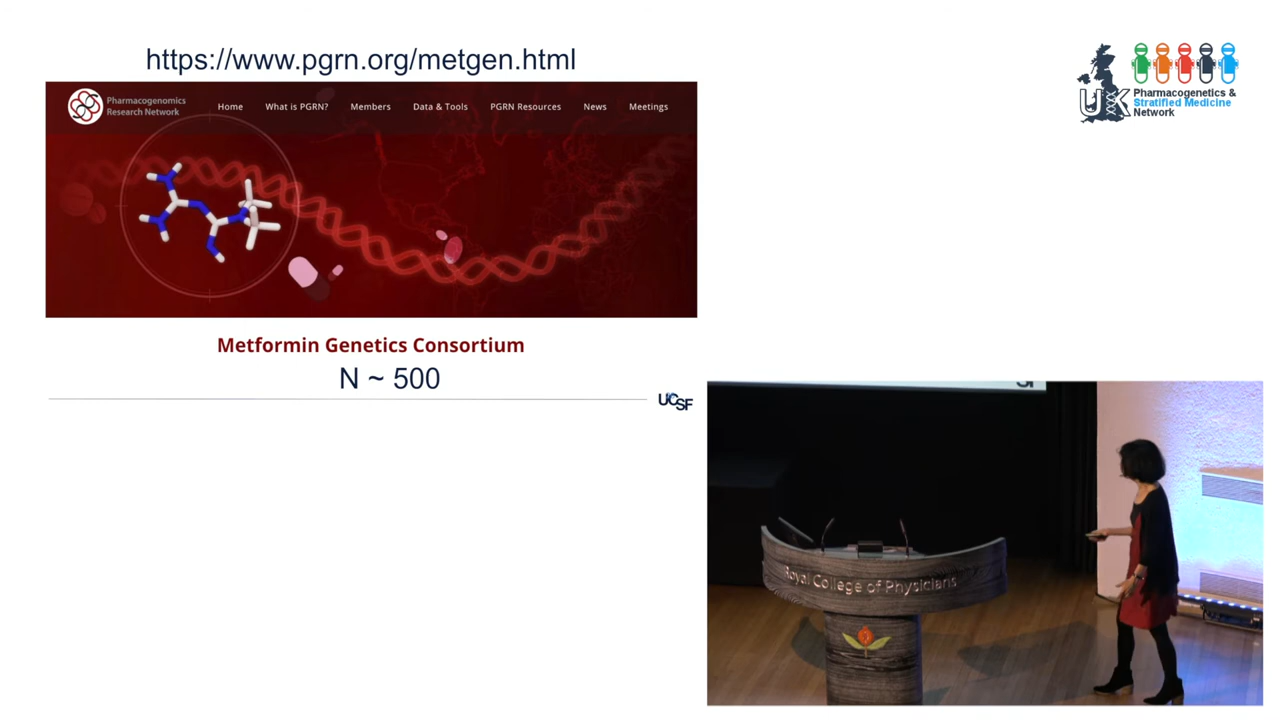 https://www.pgrn.org/metgen.html
Pharmacogenomics
Research Network
Home What is PGRN? Members Data & Tools PGRN Resources News Meetings
Metformin Genetics Consortium
N ~ 500
UCSF
UK
Pharmacogenetics &
Stratified Medicine
Network
Royal College of Physicians